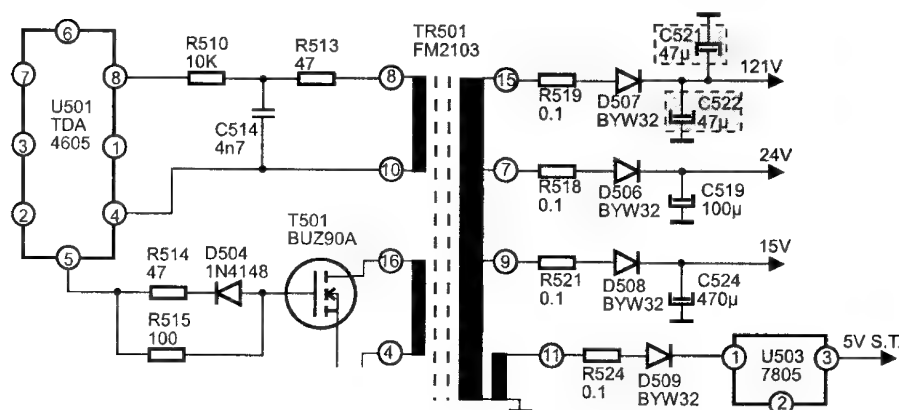 6
7
8
U501
TDA
4605
3
1
2
4
5
R510
10K
R513
47
C514
4n7
8
10
TR501
FM2103
R514
47
D504
1N4148
R515
100
T501
BUZ90A
16
4
15
R519
0.1
D507
BYW32
C521
47µ
C522
47µ
121V
7
R518
0.1
D506
BYW32
C519
100µ
24V
9
R521
0.1
D508
BYW32
C524
470µ
15V
11
R524
0.1
D509
BYW32
1
U503
7805
3
2
5V S.T.